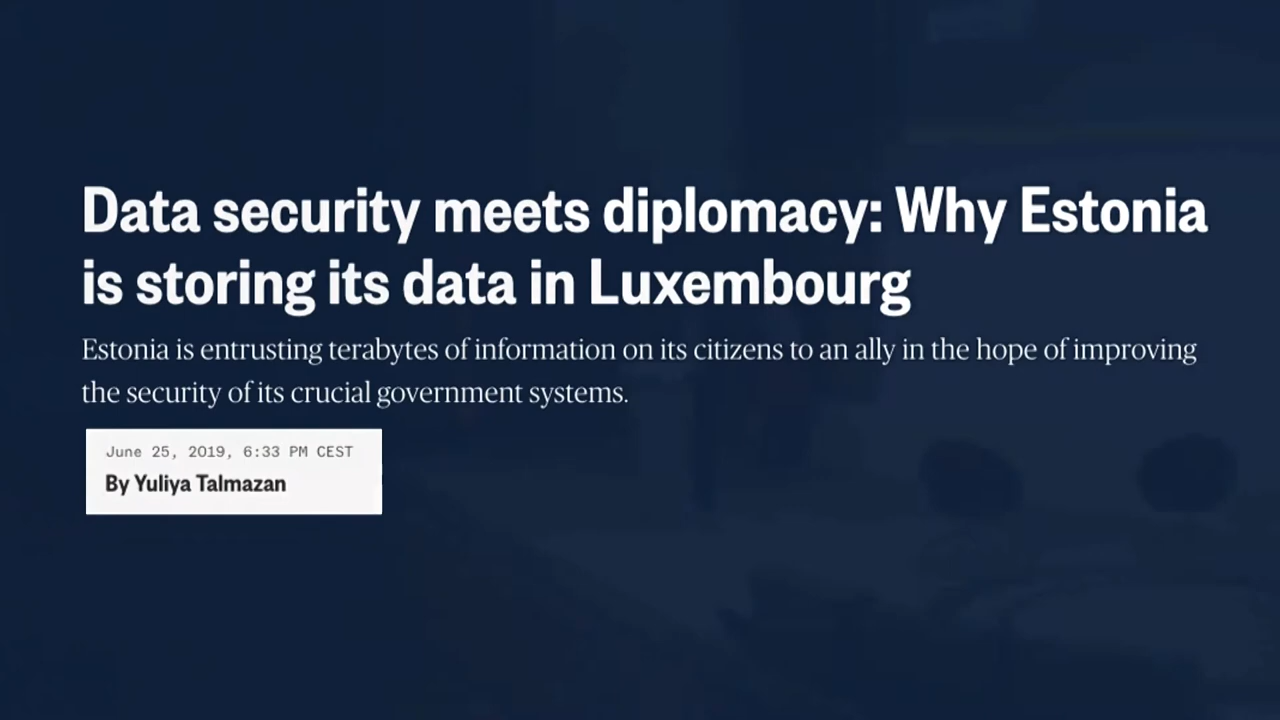 Data security meets diplomacy: Why Estonia
is storing its data in Luxembourg
Estonia is entrusting terabytes of information on its citizens to an ally in the hope of improving
the security of its crucial government systems.
June 25, 2019, 6:33 PM CEST
By Yuliya Talmazan